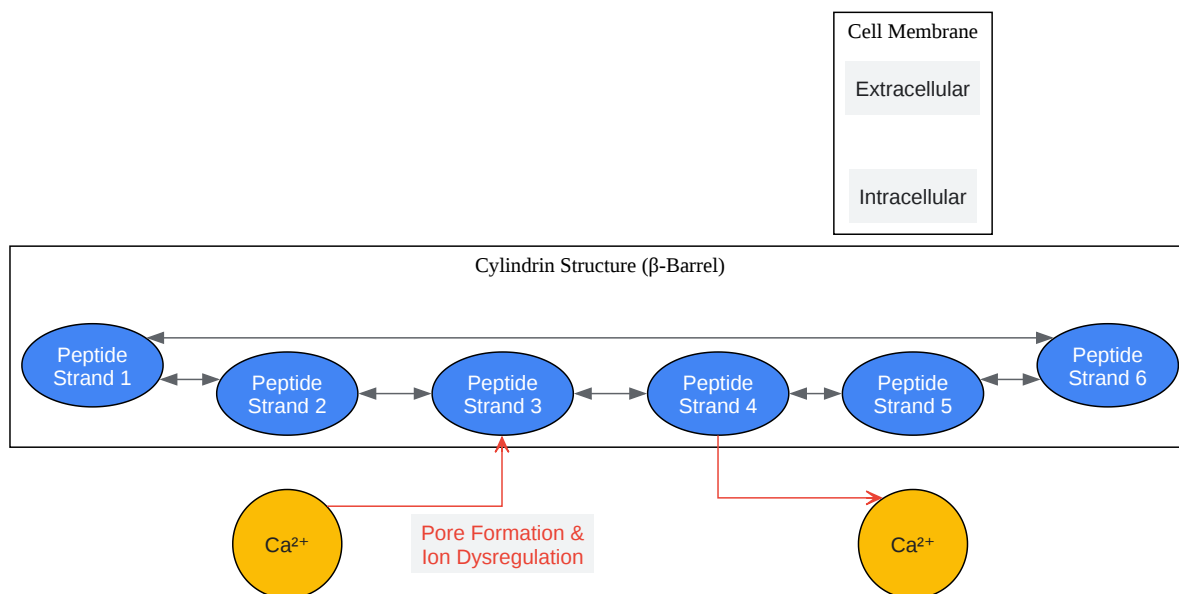 Cell Membrane
Extracellular
Intracellular
Cylindrin Structure (β-Barrel)
Peptide
Strand 1
Peptide
Strand 2
Peptide
Strand 3
Peptide
Strand 4
Peptide
Strand 5
Peptide
Strand 6
Ca²⁺
Pore Formation &
Ion Dysregulation
Ca²⁺